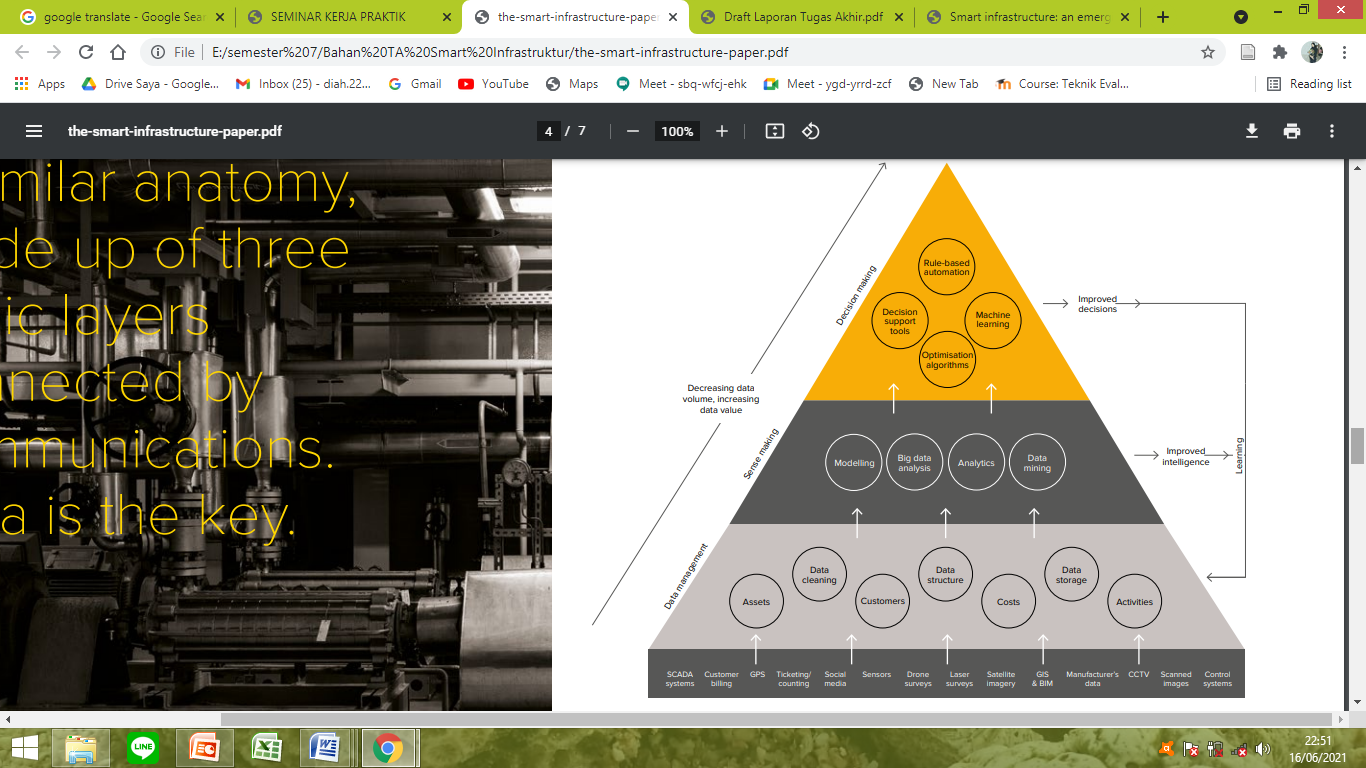 google translate - Google Sear
SEMINAR KERJA PRAKTIK
the-smart-infrastructure-paper
Draft Laporan Tugas Akhir.pdf
Smart infrastructure: an emerg
File
E:/semester%207/Bahan%20TA%20Smart%20Infrastruktur/the-smart-infrastructure-paper.pdf
Apps
Drive Saya - Google...
Inbox (25) - diah.22...
Gmail
YouTube
Maps
Meet - sbq-wfcj-ehk
Meet - ygd-yrrd-zcf
New Tab
Course: Teknik Eval...
Reading list
the-smart-infrastructure-paper.pdf
4 / 7
100%
milar anatomy,
de up of three
ic layers
nnected by
mmunications.
a is the key.
Decreasing data
volume, increasing
data value
Decision making
Rule-based
automation
Decision
support
tools
Machine
learning
Optimisation
algorithms
Improved
decisions
Sense making
Modelling
Big data
analysis
Analytics
Data
mining
Improved
intelligence
Learning
Data management
Data
cleaning
Data
structure
Data
storage
Assets
Customers
Costs
Activities
SCADA
systems
Customer
billing
GPS
Ticketing/
counting
Social
media
Sensors
Drone
surveys
Laser
surveys
Satellite
imagery
GIS
& BIM
Manufacturer's
data
CCTV
Scanned
images
Control
systems
LINE
22:51
16/06/2021